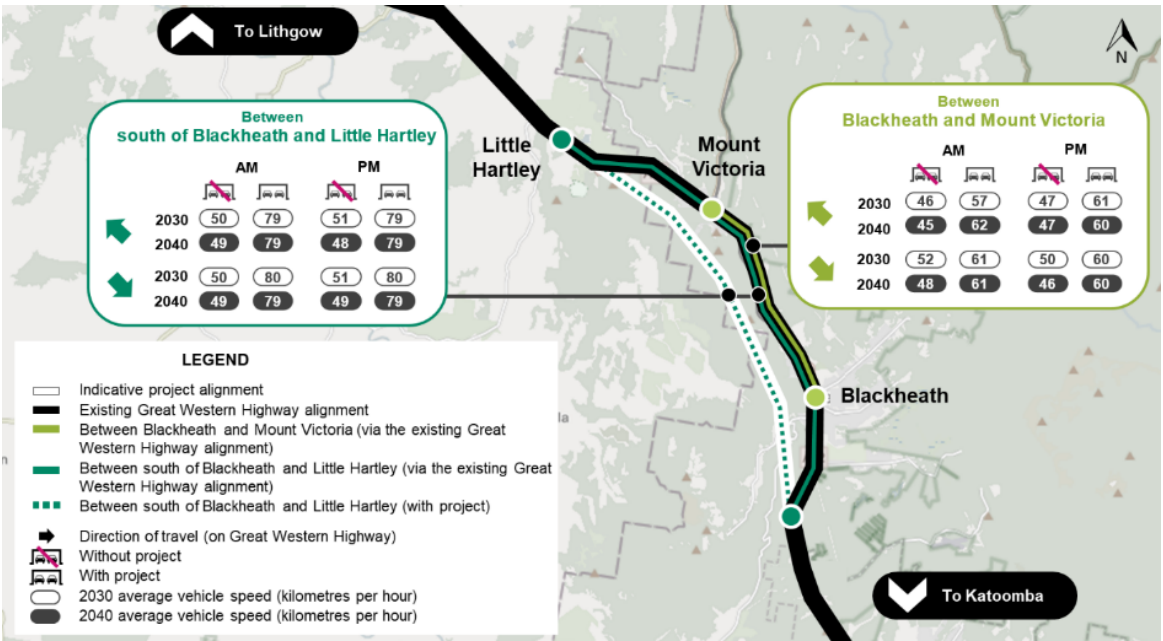 To Lithgow
N
Between
south of Blackheath and Little Hartley
AM PM
2030 50 79 51 79
2040 49 79 48 79
2030 50 80 51 80
2040 49 79 49 79
Between
Blackheath and Mount Victoria
AM PM
2030 46 57 47 61
2040 45 62 47 60
2030 52 61 50 60
2040 48 61 46 60
Little
Hartley
Mount
Victoria
Blackheath
LEGEND
Indicative project alignment
Existing Great Western Highway alignment
Between Blackheath and Mount Victoria (via the existing Great
Western Highway alignment)
Between south of Blackheath and Little Hartley (via the existing Great
Western Highway alignment)
Between south of Blackheath and Little Hartley (with project)
Direction of travel (on Great Western Highway)
Without project
With project
2030 average vehicle speed (kilometres per hour)
2040 average vehicle speed (kilometres per hour)
To Katoomba